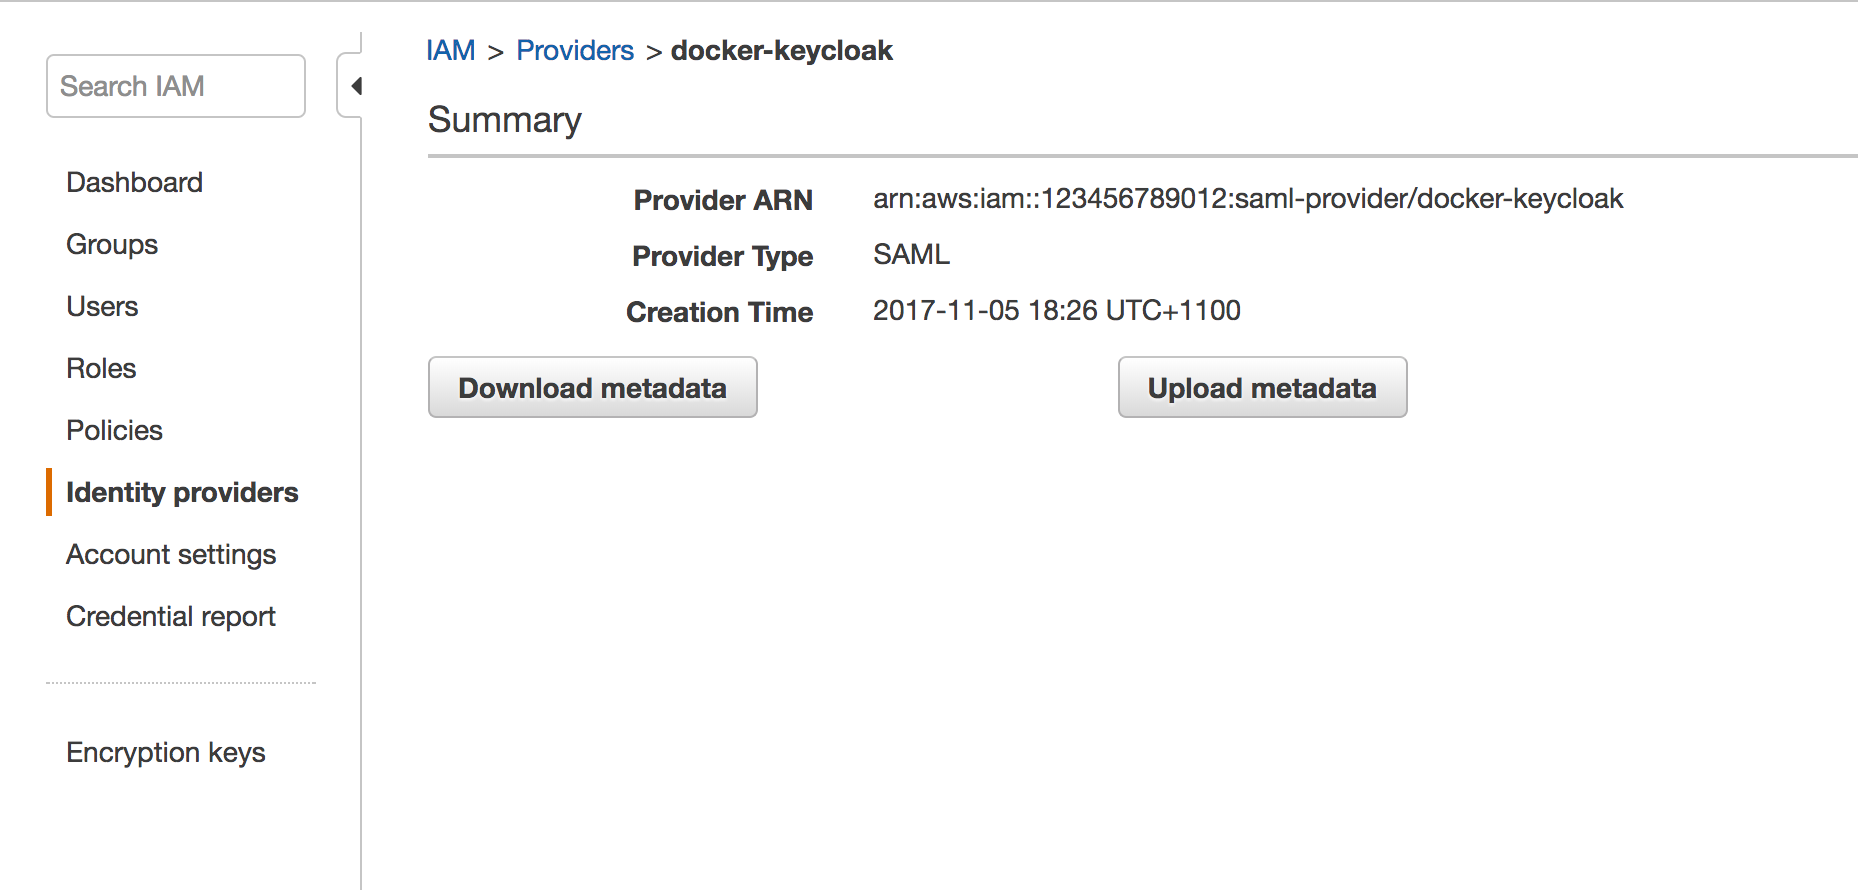 Search IAM
Dashboard
Groups
Users
Roles
Policies
Identity providers
Account settings
Credential report
Encryption keys
IAM > Providers > docker-keycloak
Summary
Provider ARN arn:aws:iam::123456789012:saml-provider/docker-keycloak
Provider Type SAML
Creation Time 2017-11-05 18:26 UTC+1100
Download metadata Upload metadata